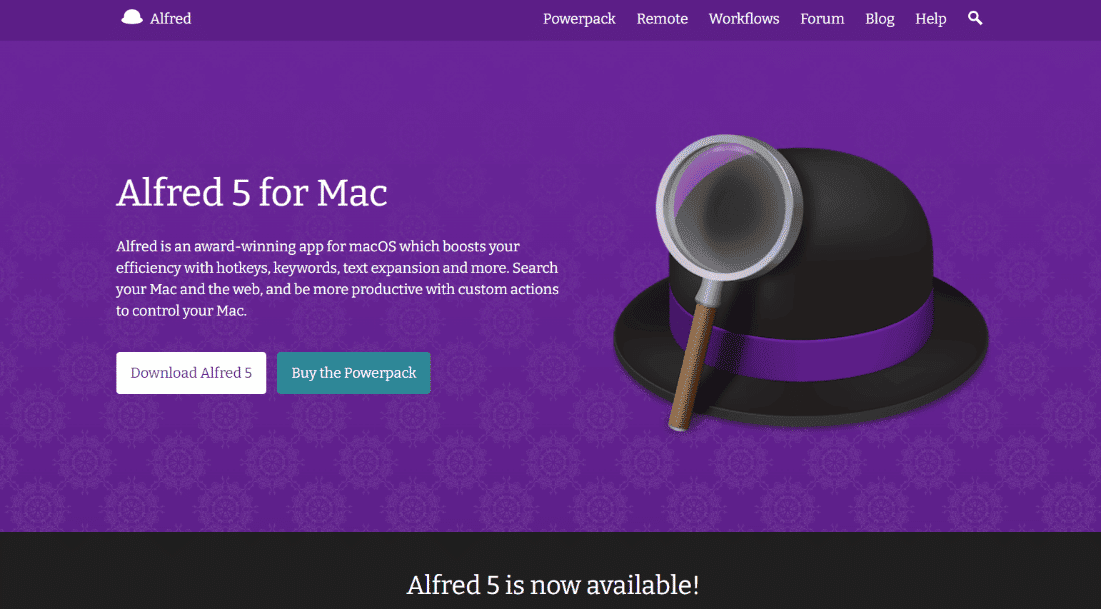 Alfred
Powerpack Remote Workflows Forum Blog Help
Alfred 5 for Mac
Alfred is an award-winning app for macOS which boosts your
efficiency with hotkeys, keywords, text expansion and more. Search
your Mac and the web, and be more productive with custom actions
to control your Mac.
Download Alfred 5 Buy the Powerpack
Alfred 5 is now available!